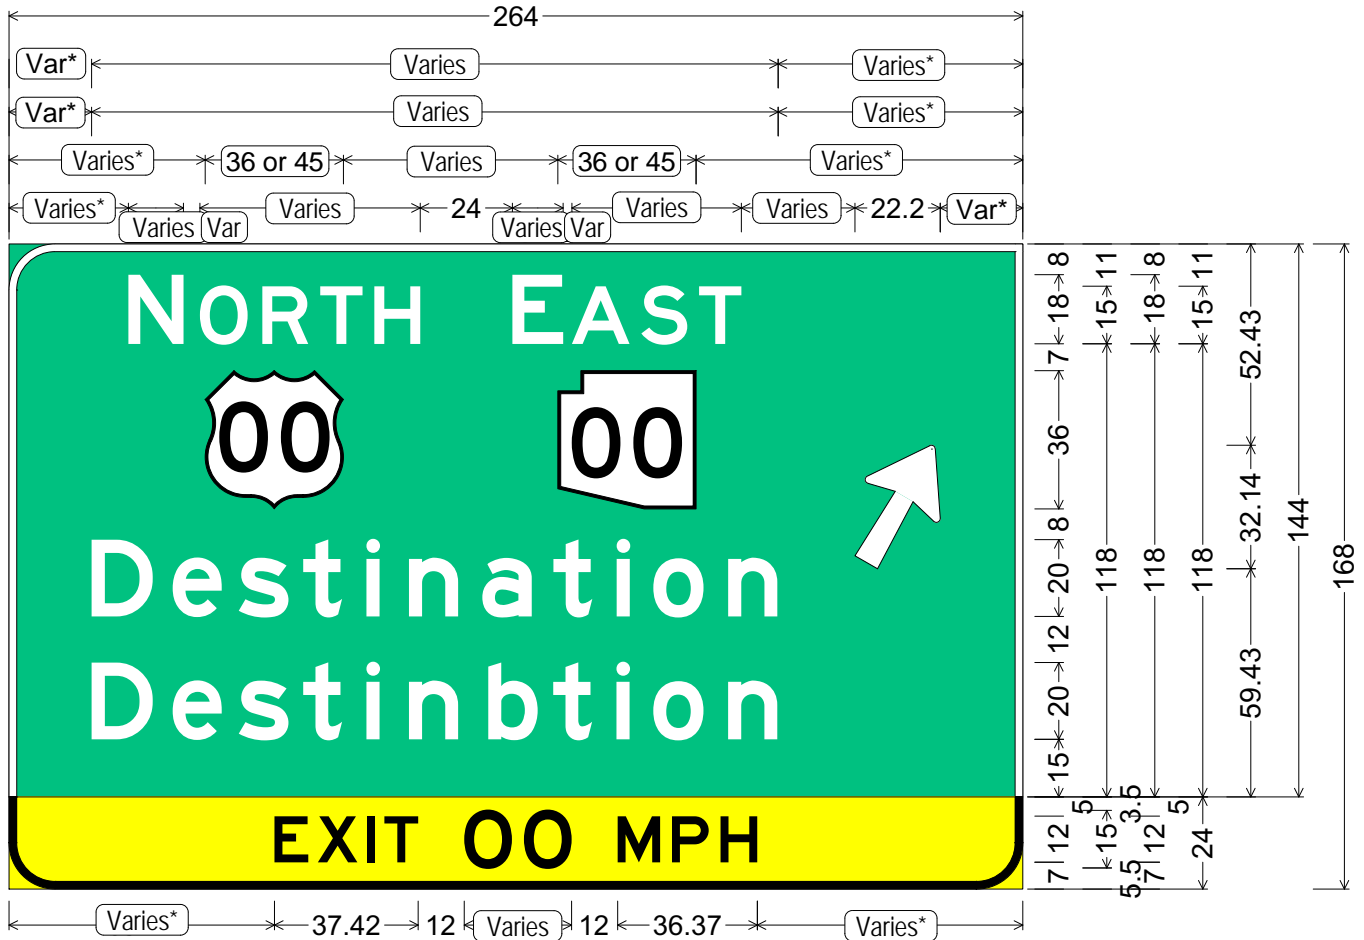 264
Var* Varies Varies*
Var* Varies Varies*
Varies* 36 or 45 Varies 36 or 45 Varies*
Varies* Varies 24 Varies Varies 22.2 Var*
Varies Var Varies Var
NORTH EAST
00 00
Destination
Destinbtion
EXIT 00 MPH
8 11 8 11
18 15 18 15
7
52.43
36
32.14
144
8
118 118 118
168
20
12
59.43
20
15
5 3.5 5
12 15 12 24
7 5.5 7
Varies* 37.42 12 Varies 12 36.37 Varies*